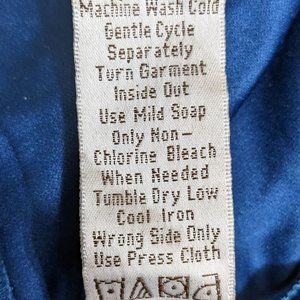 Machine Wash Cold
Gentle Cycle
Separately
Turn Garment
Inside Out
Use Mild Soap
Only Non-
Chlorine Bleach
When Needed
Tumble Dry Low
Cool Iron
Wrong Side Only
Use Press Cloth